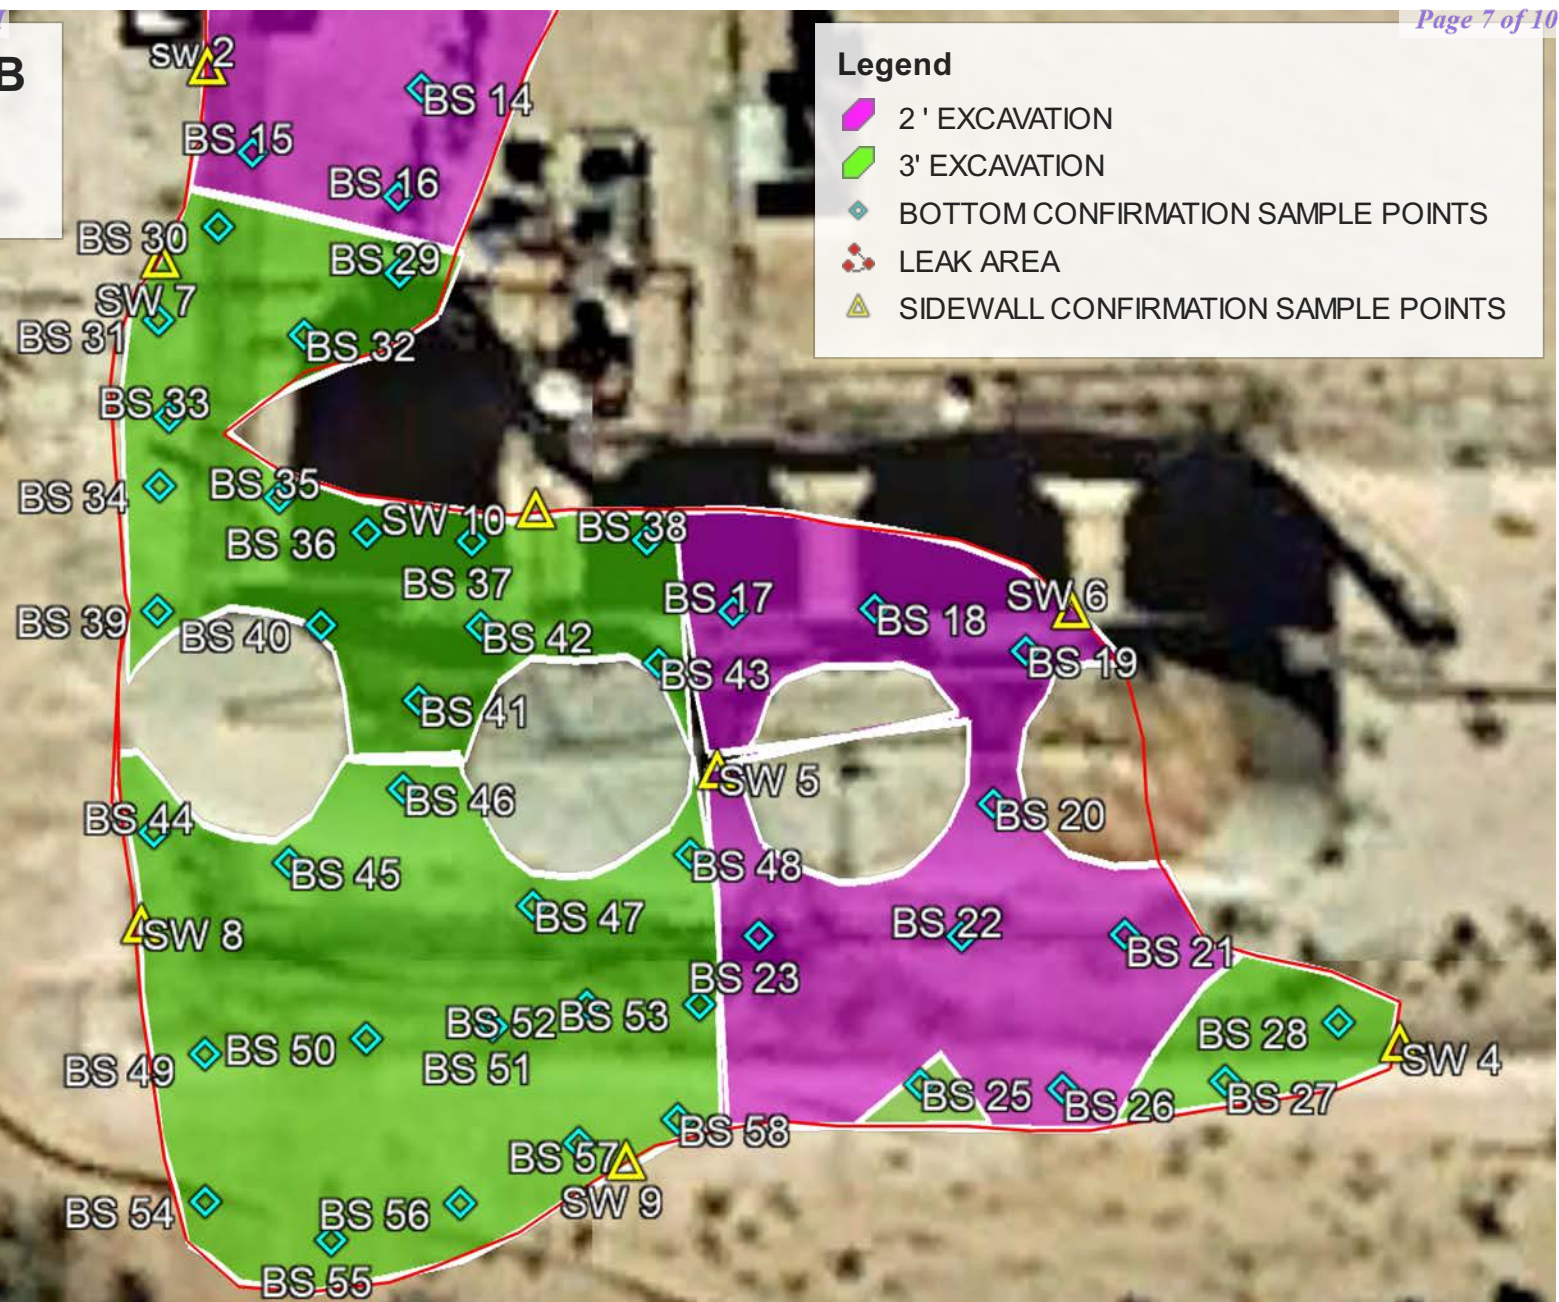 Page 7 of 10
B
Legend
2 ' EXCAVATION
3' EXCAVATION
BOTTOM CONFIRMATION SAMPLE POINTS
LEAK AREA
SIDEWALL CONFIRMATION SAMPLE POINTS
sw 2
BS 14
BS 15
BS 16
BS 30
BS 29
SW 7
BS 31
BS 32
BS 33
BS 34
BS 35
SW 10
BS 38
BS 36
BS 37
BS 17
SW 6
BS 39
BS 40
BS 42
BS 18
BS 19
BS 43
BS 41
SW 5
BS 46
BS 44
BS 20
BS 45
BS 48
BS 47
BS 22
SW 8
BS 21
BS 23
BS 52
BS 53
BS 28
BS 50
SW 4
BS 49
BS 51
BS 25
BS 26
BS 27
BS 58
BS 57
SW 9
BS 54
BS 56
BS 55